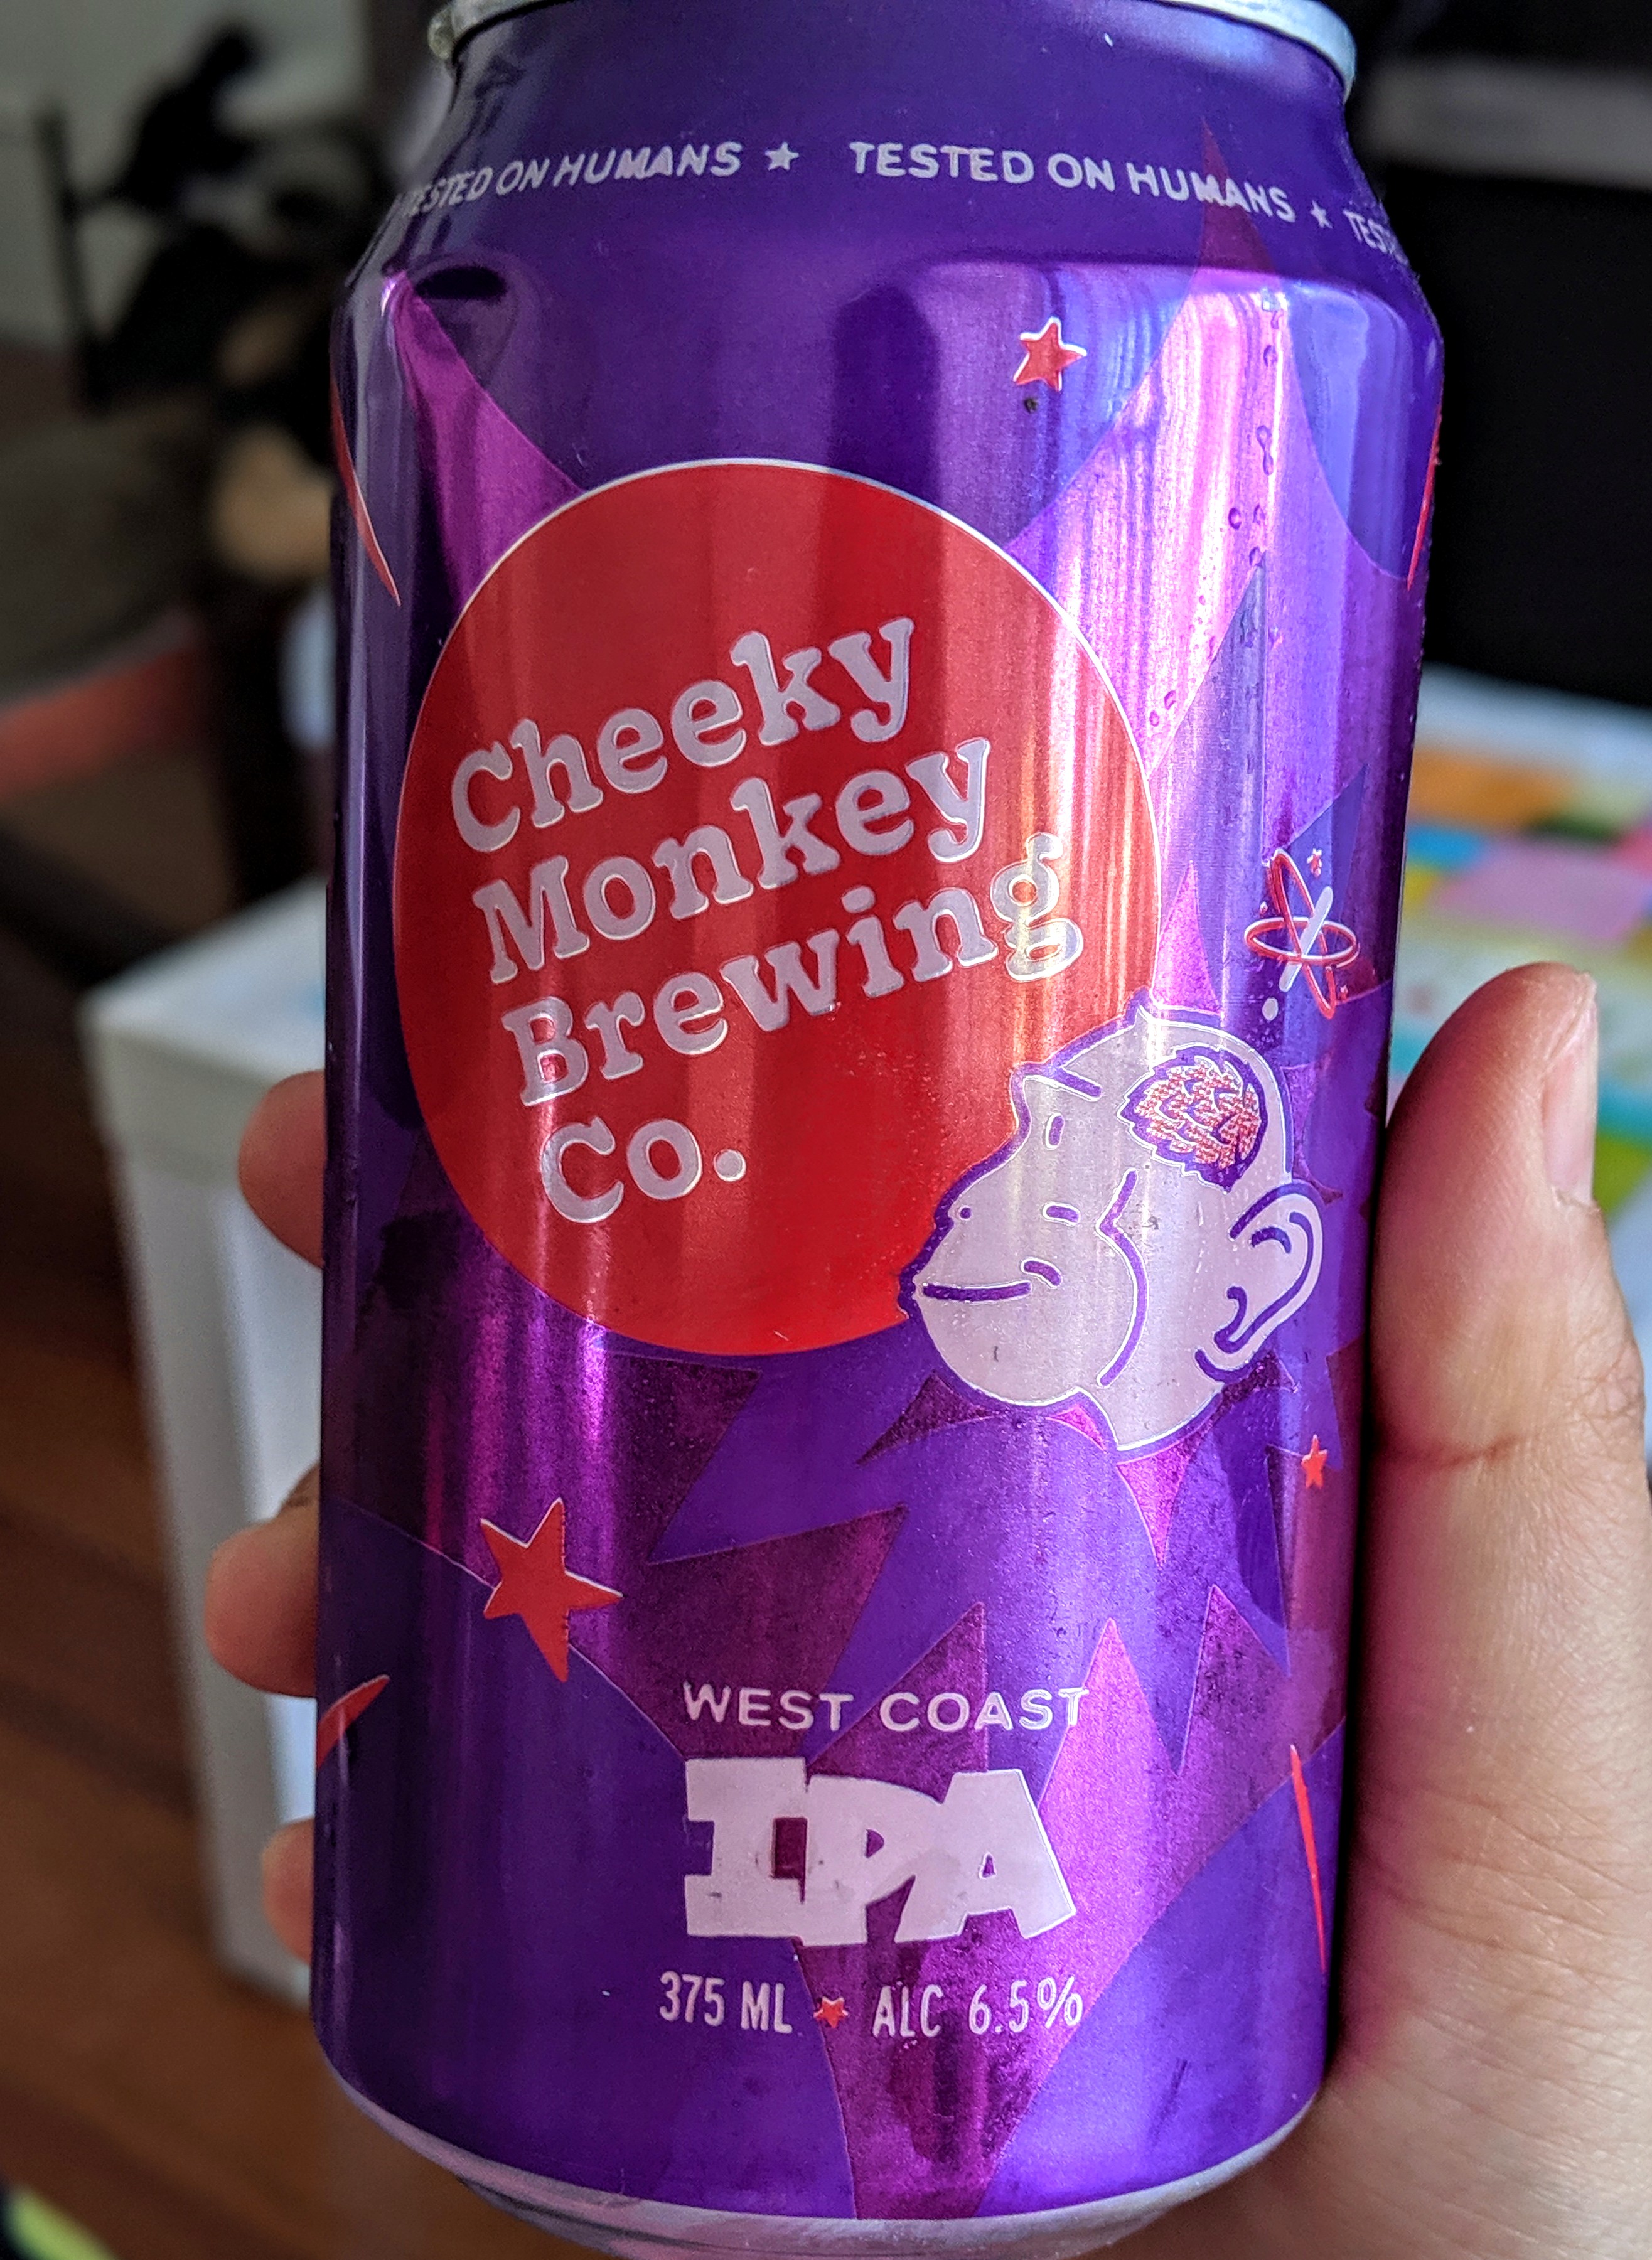 TESTED ON HUMANS ★ TESTED ON HUMANS ★
Cheeky
Monkey
Brewing
Co.
WEST COAST
IPA
375 ML ★ ALC 6.5%